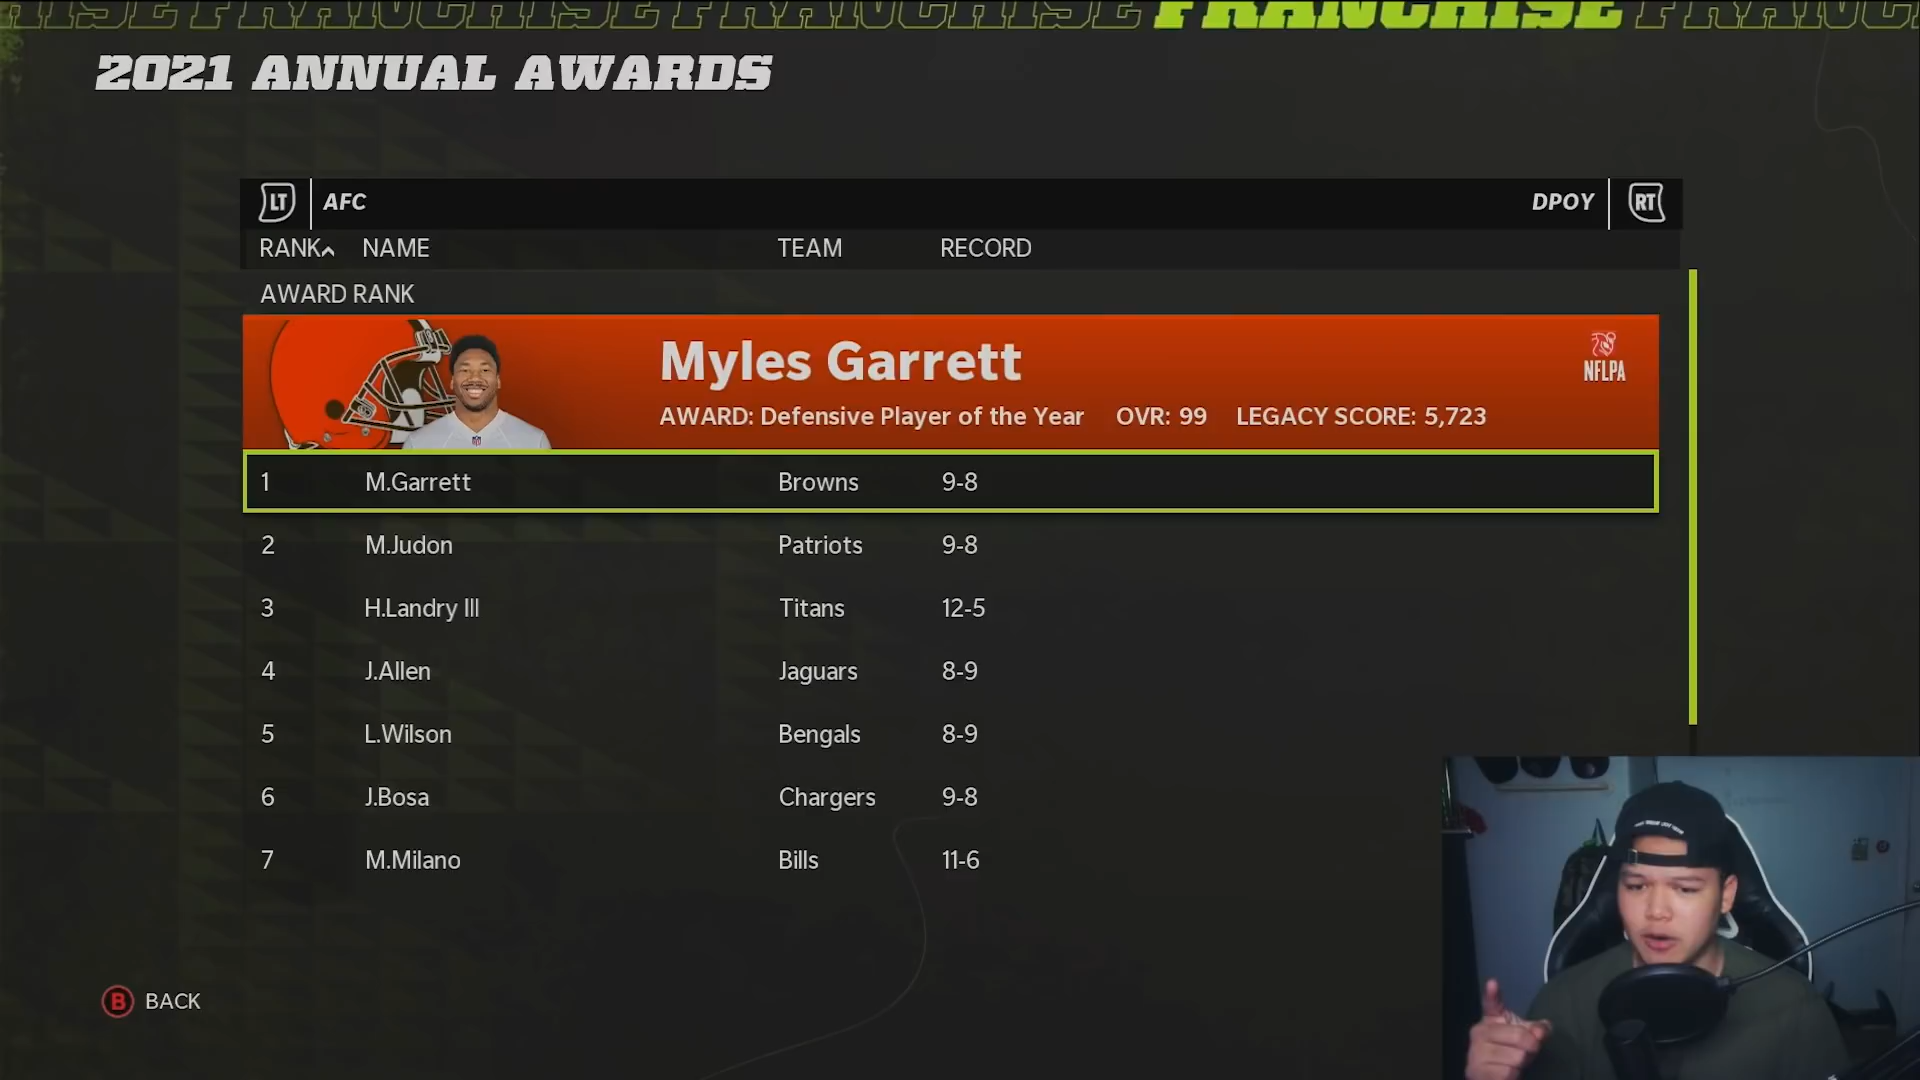 FRANCHISE FRANCHISE FRANCHISE FRANCHISE
2021 ANNUAL AWARDS
LT AFC DPOY RT
RANK NAME TEAM RECORD
AWARD RANK
Myles Garrett
NFLPA
AWARD: Defensive Player of the Year OVR: 99 LEGACY SCORE: 5,723
1 M.Garrett Browns 9-8
2 M.Judon Patriots 9-8
3 H.Landry III Titans 12-5
4 J.Allen Jaguars 8-9
5 L.Wilson Bengals 8-9
6 J.Bosa Chargers 9-8
7 M.Milano Bills 11-6
B BACK